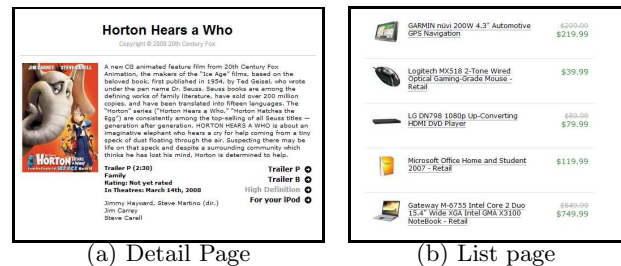 Horton Hears a Who
Copyright © 2008 20th Century Fox
JIM CARREY STEVE CARELL
HORTON
HEARS A WHO!
A new CG animated feature film from 20th Century Fox
Animation, the makers of the "Ice Age" films, based on the
beloved book, first published in 1954, by Ted Geisel, who wrote
under the pen name Dr. Seuss. Seuss books are among the
defining works of family literature, have sold over 200 million
copies, and have been translated into fifteen languages. The
"Horton" series ("Horton Hears a Who," "Horton Hatches the
Egg") are consistently among the top-selling of all Seuss titles —
generation after generation. HORTON HEARS A WHO is about an
imaginative elephant who hears a cry for help coming from a tiny
speck of dust floating through the air. Suspecting there may be
life on that speck and despite a surrounding community which
thinks he has lost his mind, Horton is determined to help.
Trailer P (2:30)
Family
Rating: Not yet rated
In Theatres: March 14th, 2008
Jimmy Hayward, Steve Martino (dir.)
Jim Carrey
Steve Carell
Trailer P
Trailer B
High Definition
For your iPod
(a) Detail Page
GARMIN nüvi 200W 4.3" Automotive
GPS Navigation
$299.99
$219.99
Logitech MX518 2-Tone Wired
Optical Gaming-Grade Mouse -
Retail
$39.99
LG DN798 1080p Up-Converting
HDMI DVD Player
$89.99
$79.99
Microsoft Office Home and Student
2007 - Retail
$119.99
Gateway M-6755 Intel Core 2 Duo
15.4" Wide XGA Intel GMA X3100
NoteBook - Retail
$849.99
$749.99
(b) List page